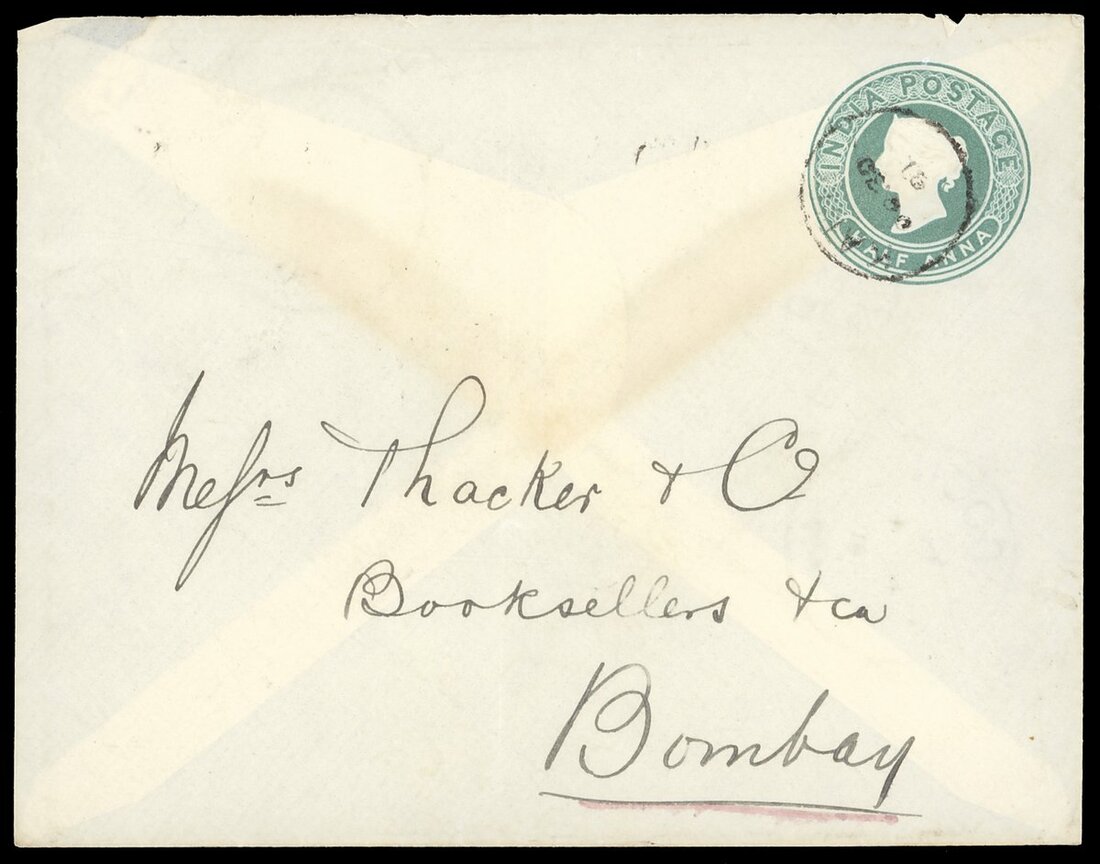 INDIA POSTAGE
HALF ANNA
Messrs Thacker & Co
Booksellers &ca
Bombay